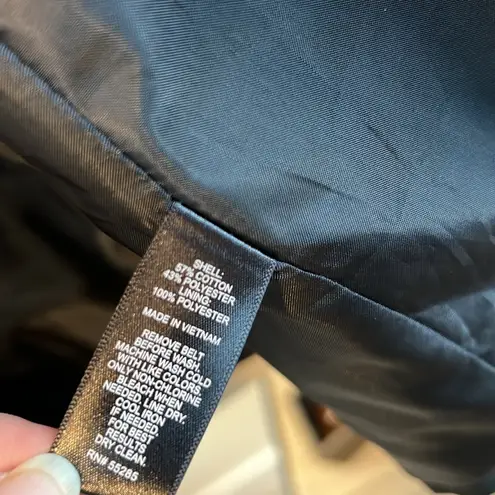 SHELL:
57% COTTON
43% POLYESTER
LINING:
100% POLYESTER
MADE IN VIETNAM
REMOVE BELT
BEFORE WASH
MACHINE WASH COLD
WITH LIKE COLORS
ONLY NON-CHLORINE
BLEACH WHEN
NEEDED LINE DRY.
COOL IRON
IF NEEDED
FOR BEST
RESULTS
DRY CLEAN.
RN# 55285